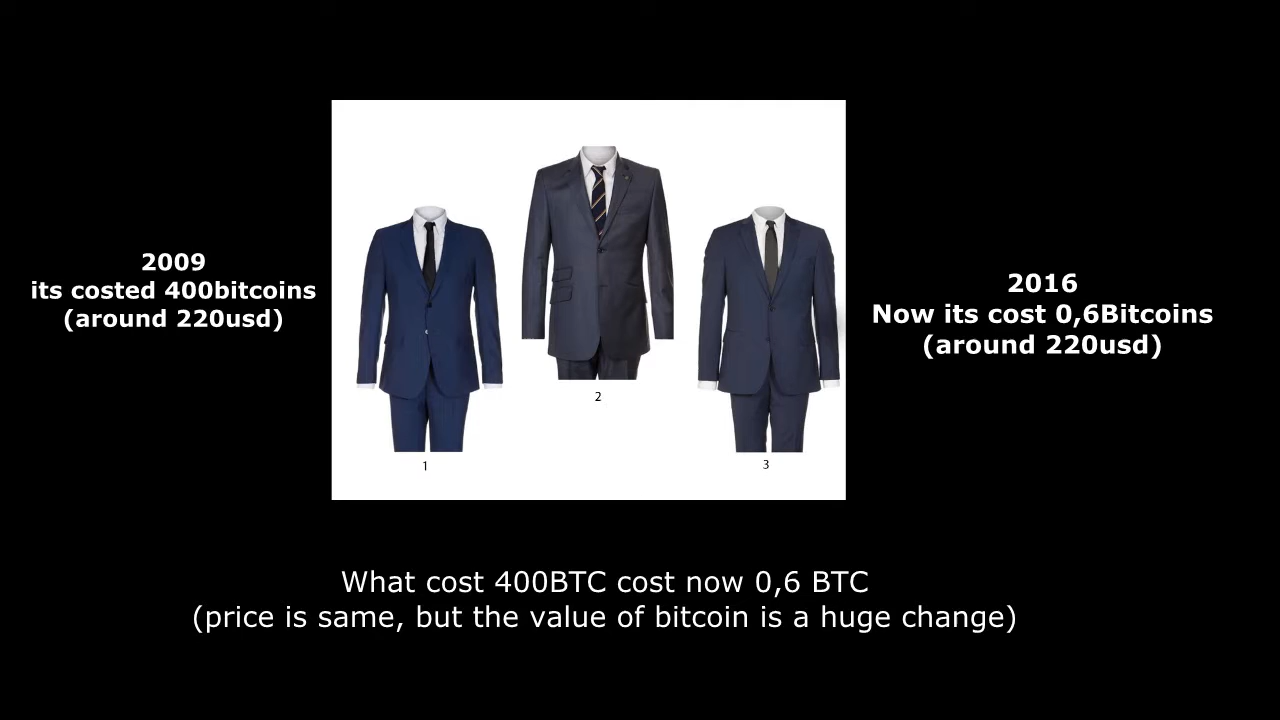 2009
its costed 400bitcoins
(around 220usd)
2
1
3
2016
Now its cost 0,6Bitcoins
(around 220usd)
What cost 400BTC cost now 0,6 BTC
(price is same, but the value of bitcoin is a huge change)